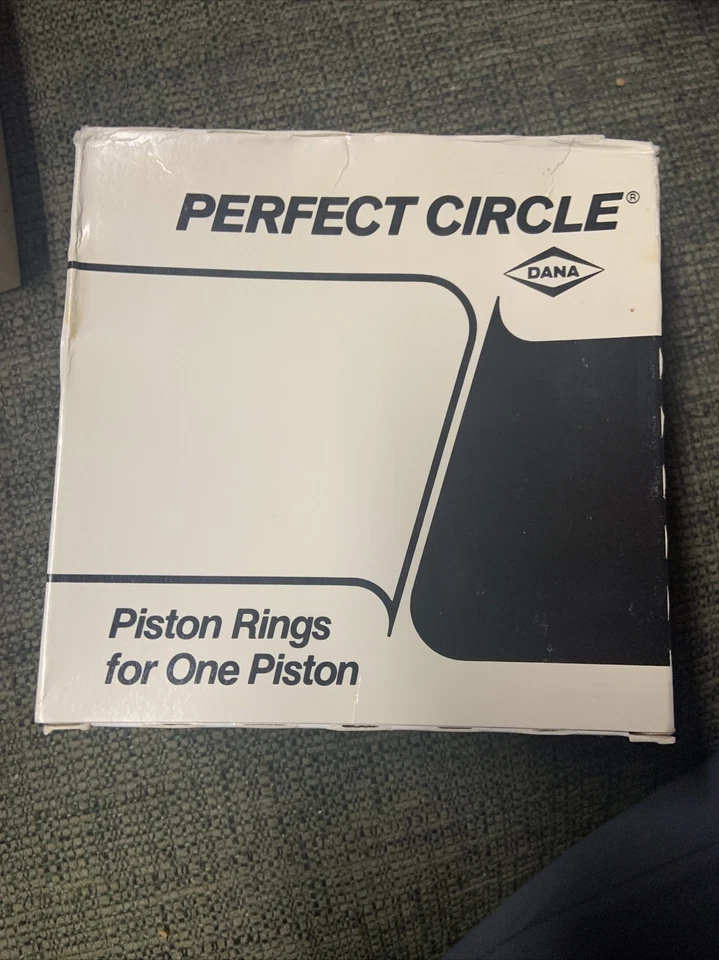 PERFECT CIRCLE®
DANA
Piston Rings
for One Piston